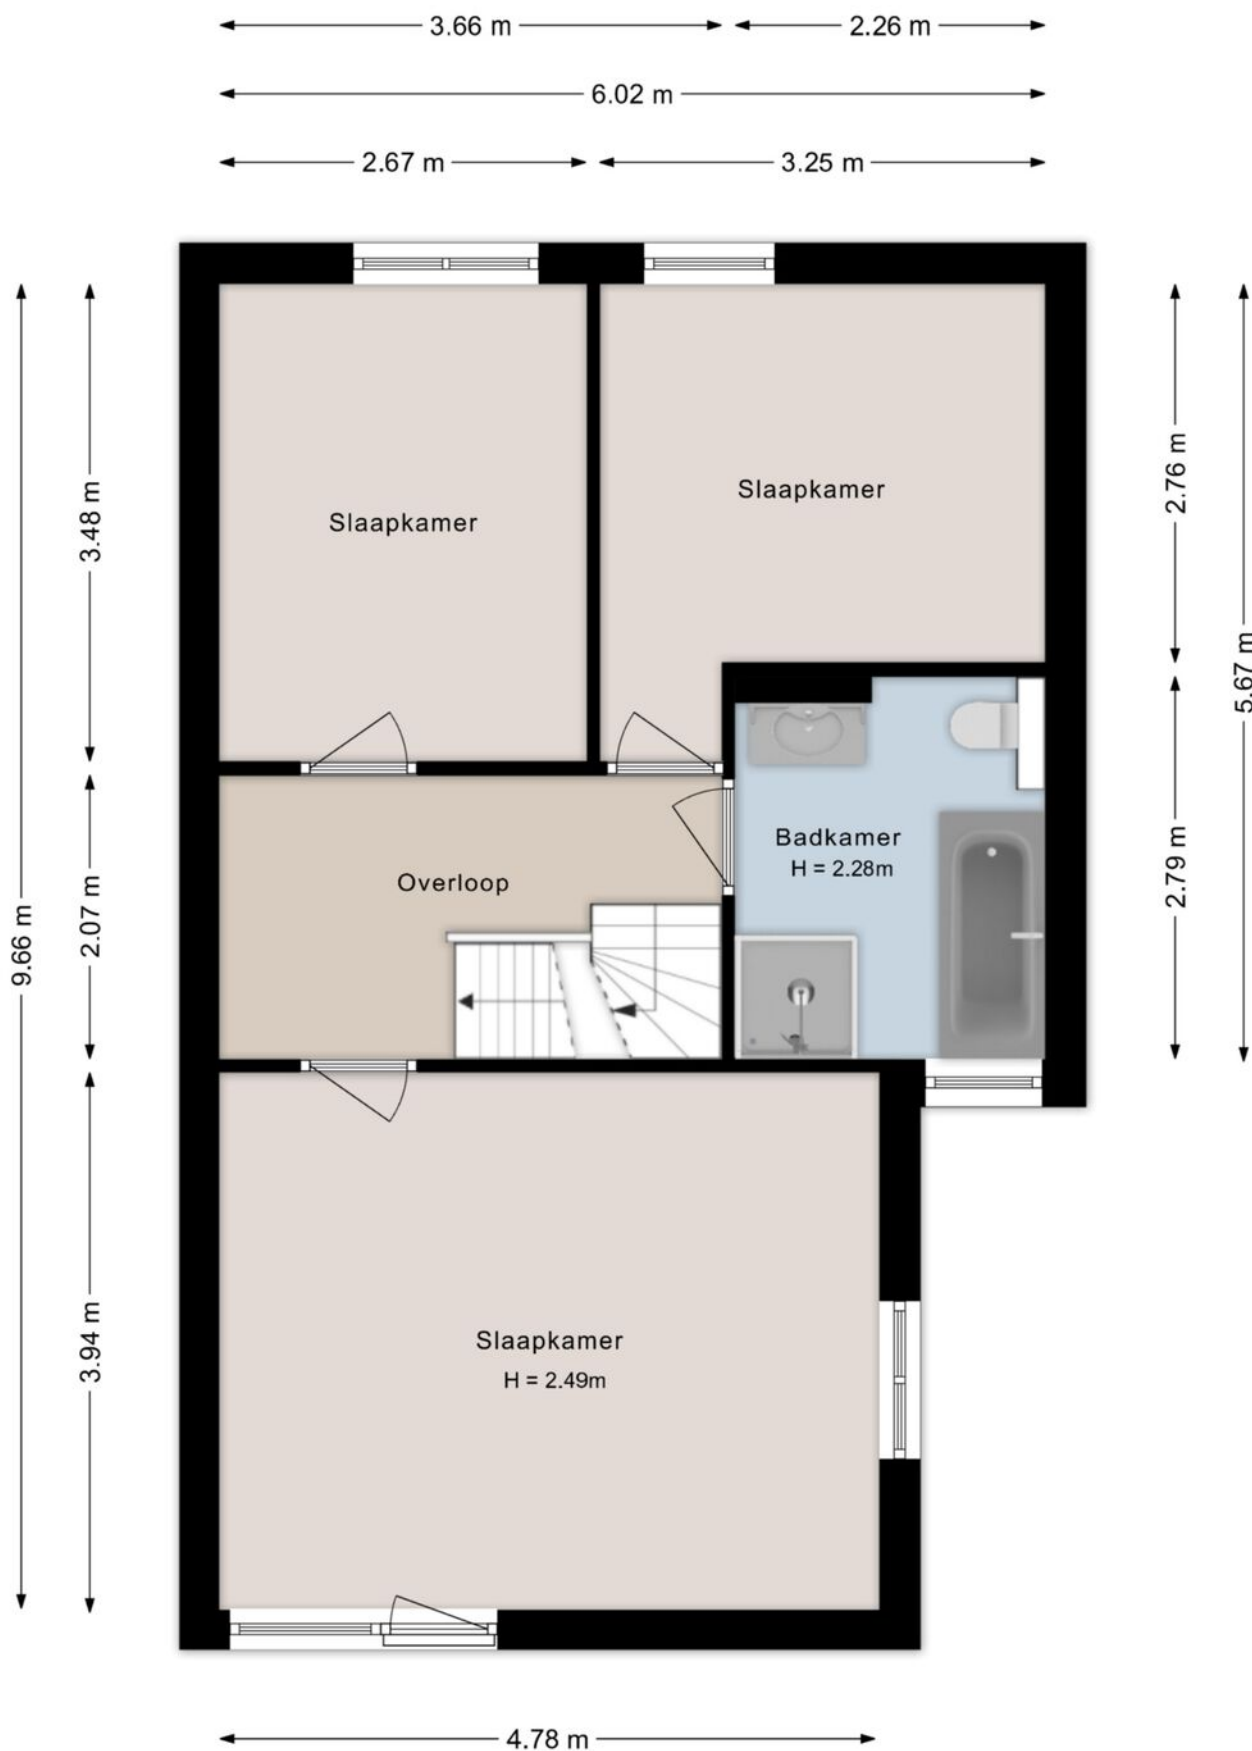 3.66 m
2.26 m
6.02 m
2.67 m
3.25 m
9.66 m
3.48 m
2.07 m
3.94 m
Slaapkamer
Slaapkamer
Overloop
Badkamer
H = 2.28m
Slaapkamer
H = 2.49m
2.76 m
2.79 m
5.67 m
4.78 m